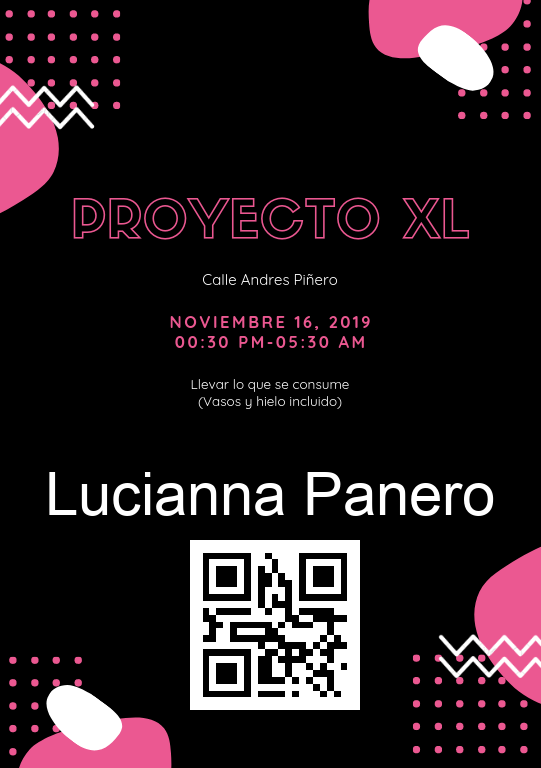 PROYECTO XL
Calle Andres Piñero
NOVIEMBRE 16, 2019
00:30 PM-05:30 AM
Llevar lo que se consume
(Vasos y hielo incluido)
Lucianna Panero